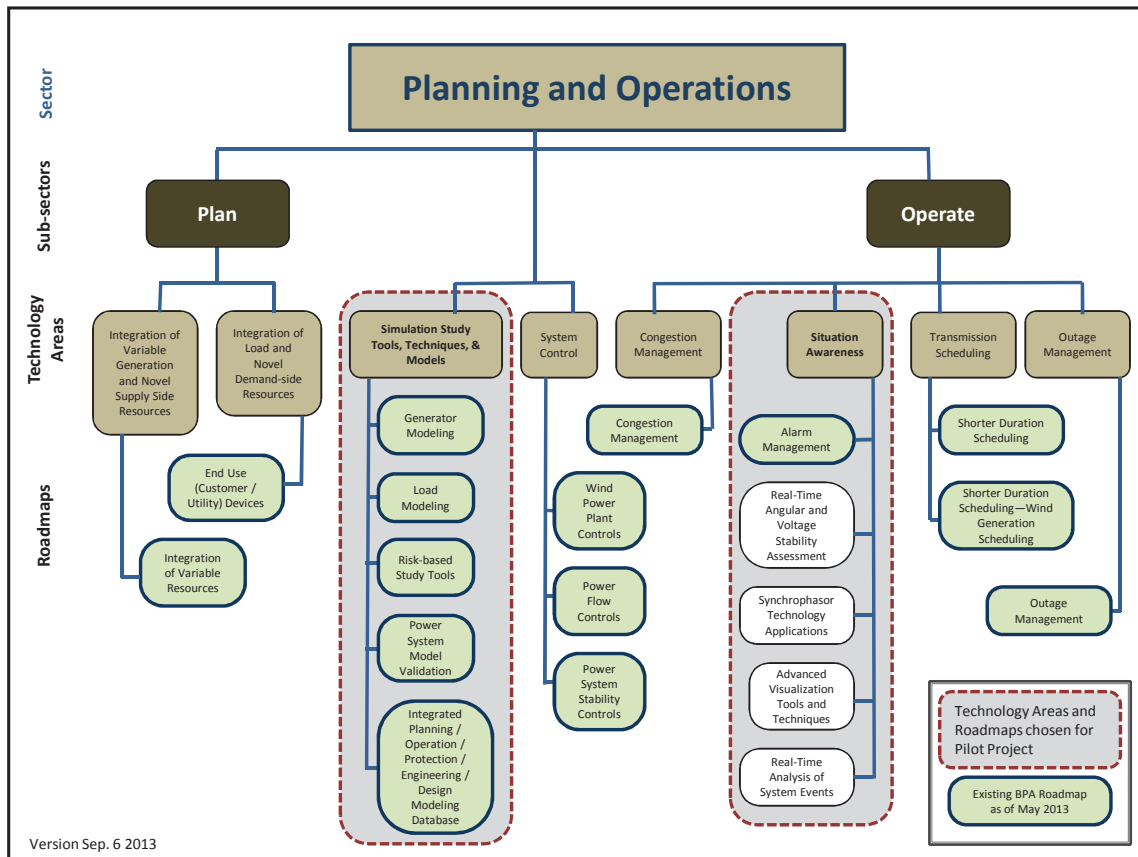 Sector
Planning and Operations
Sub-sectors
Plan
Operate
Technology
Areas
Integration of
Variable
Generation
and Novel
Supply Side
Resources
Integration of
Load and
Novel
Demand-side
Resources
Simulation Study
Tools, Techniques, &
Models
System
Control
Congestion
Management
Situation
Awareness
Transmission
Scheduling
Outage
Management
Roadmaps
End Use
(Customer /
Utility) Devices
Integration
of Variable
Resources
Generator
Modeling
Load
Modeling
Risk-based
Study Tools
Power
System
Model
Validation
Integrated
Planning /
Operation /
Protection /
Engineering /
Design Modeling
Database
Wind
Power
Plant
Controls
Power
Flow
Controls
Power
System
Stability
Controls
Congestion
Management
Alarm
Management
Real-Time
Angular and
Voltage
Stability
Assessment
Synchrophasor
Technology
Applications
Advanced
Visualization
Tools and
Techniques
Real-Time
Analysis of
System Events
Shorter Duration
Scheduling
Shorter Duration
Scheduling—Wind
Generation
Scheduling
Outage
Management
Technology Areas and
Roadmaps chosen for
Pilot Project
Existing BPA Roadmap
as of May 2013
Version Sep. 6 2013